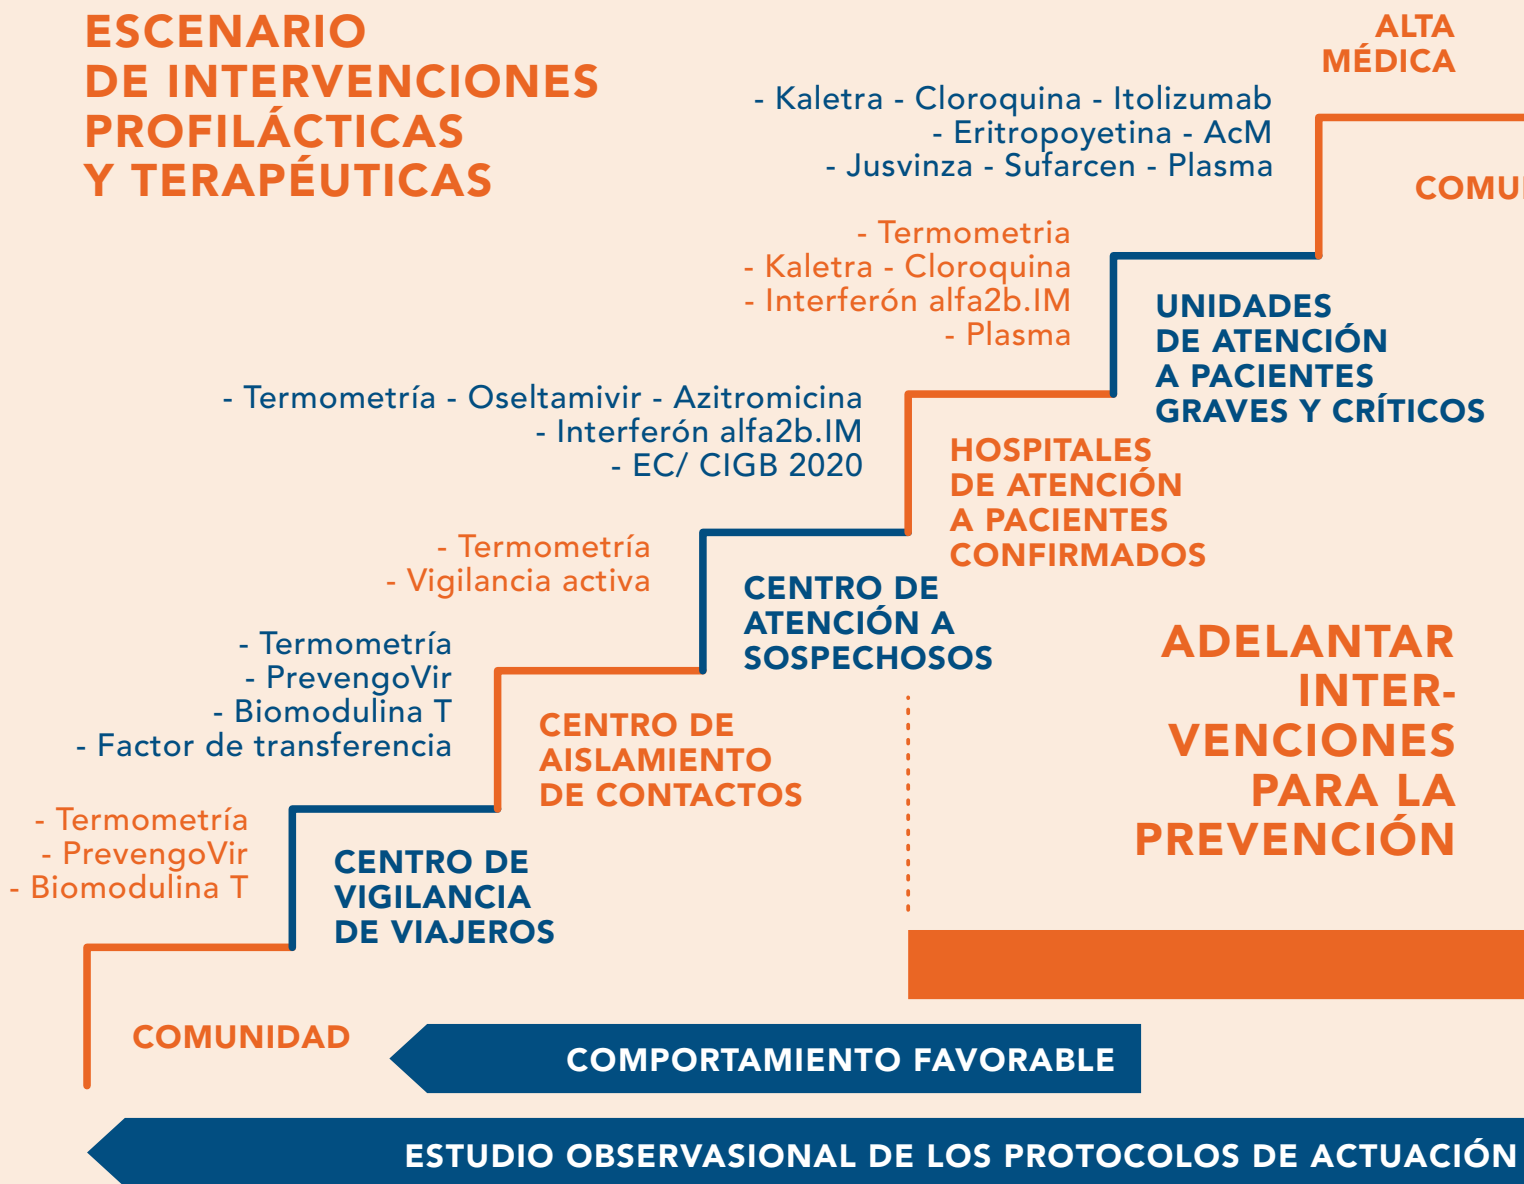 ESCENARIO
DE INTERVENCIONES
PROFILÁCTICAS
Y TERAPÉUTICAS
ALTA
MÉDICA
- Kaletra - Cloroquina - Itolizumab
- Eritropoyetina - AcM
- Jusvinza - Sufarcen - Plasma
COMU
- Termometria
- Kaletra - Cloroquina
- Interferón alfa2b.IM
- Plasma
UNIDADES
DE ATENCIÓN
A PACIENTES
GRAVES Y CRÍTICOS
- Termometría - Oseltamivir - Azitromicina
- Interferón alfa2b.IM
- EC/ CIGB 2020
HOSPITALES
DE ATENCIÓN
A PACIENTES
CONFIRMADOS
- Termometría
- Vigilancia activa
CENTRO DE
ATENCIÓN A
SOSPECHOSOS
- Termometría
- PrevengoVir
- Biomodulina T
- Factor de transferencia
CENTRO DE
AISLAMIENTO
DE CONTACTOS
ADELANTAR
INTER-
VENCIONES
PARA LA
PREVENCIÓN
- Termometría
- PrevengoVir
- Biomodulina T
CENTRO DE
VIGILANCIA
DE VIAJEROS
COMUNIDAD
COMPORTAMIENTO FAVORABLE
ESTUDIO OBSERVASIONAL DE LOS PROTOCOLOS DE ACTUACIÓN